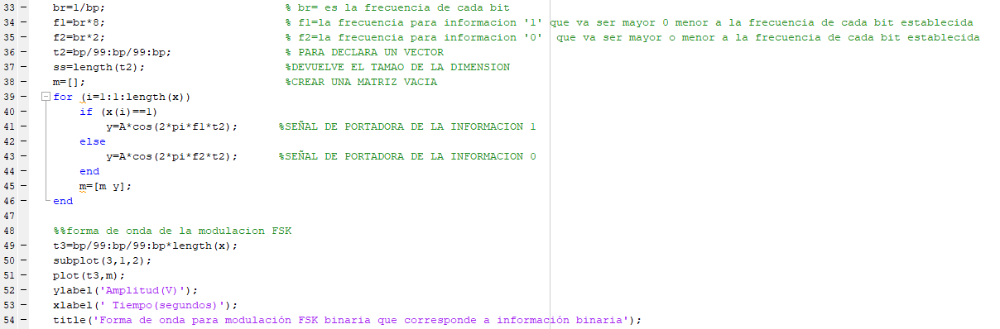 33 - br=1/bp; % br= es la frecuencia de cada bit
34 - f1=br*8; % f1=la frecuencia para informacion '1' que va ser mayor 0 menor a la frecuencia de cada bit establecida
35 - f2=br*2; % f2=la frecuencia para informacion '0' que va ser mayor o menor a la frecuencia de cada bit establecida
36 - t2=bp/99:bp/99:bp; % PARA DECLARA UN VECTOR
37 - ss=length(t2); %DEVUELVE EL TAMAO DE LA DIMENSION
38 - m=[]; %CREAR UNA MATRIZ VACIA
39 - for (i=1:1:length(x))
40 - if (x(i)==1)
41 - y=A*cos(2*pi*f1*t2); %SEÑAL DE PORTADORA DE LA INFORMACION 1
42 - else
43 - y=A*cos(2*pi*f2*t2); %SEÑAL DE PORTADORA DE LA INFORMACION 0
44 - end
45 - m=[m y];
46 - end
47
48 %%forma de onda de la modulacion FSK
49 - t3=bp/99:bp/99:bp*length(x);
50 - subplot(3,1,2);
51 - plot(t3,m);
52 - ylabel('Amplitud(V)');
53 - xlabel(' Tiempo(segundos)');
54 - title('Forma de onda para modulación FSK binaria que corresponde a información binaria');